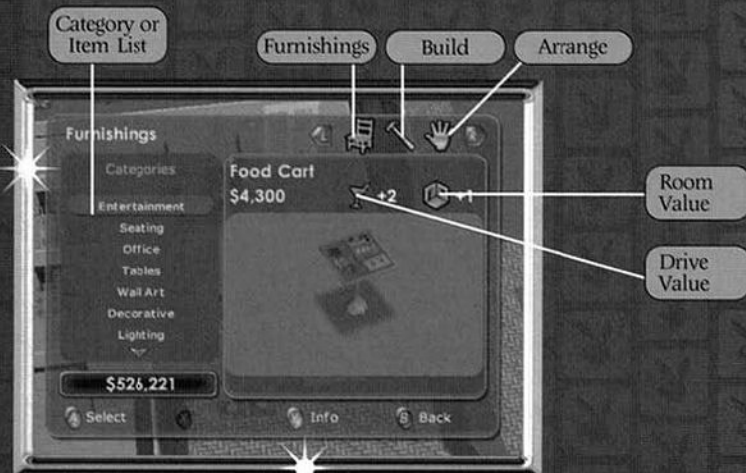 Category or
Item List
Furnishings
Build
Arrange
Furnishings
Categories
Entertainment
Seating
Office
Tables
Wall Art
Decorative
Lighting
$526,221
Food Cart
$4,300
+2
+1
A Select
Info
B Back
Room
Value
Drive
Value